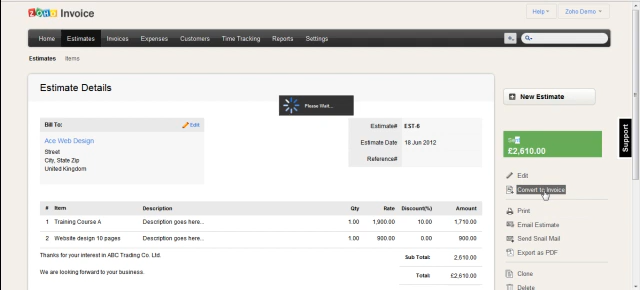 ZOHO Invoice
Help
Zoho Demo
Home Estimates Invoices Expenses Customers Time Tracking Reports Settings
Estimates Items
Estimate Details
Please Wait...
New Estimate
Support
Bill To: Edit
Ace Web Design
Street
City, State Zip
United Kingdom
Estimate# EST-6
Estimate Date 18 Jun 2012
Reference#
£2,610.00
Edit
Convert to Invoice
Print
Email Estimate
Send Snail Mail
Export as PDF
Clone
Delete
# Item Description Qty Rate Discount(%) Amount
1 Training Course A Description goes here... 1.00 1,900.00 10.00 1,710.00
2 Website design 10 pages Description goes here... 1.00 900.00 0.00 900.00
Thanks for your interest in ABC Trading Co. Ltd.
Sub Total: 2,610.00
We are looking forward to your business.
Total: £2,610.00